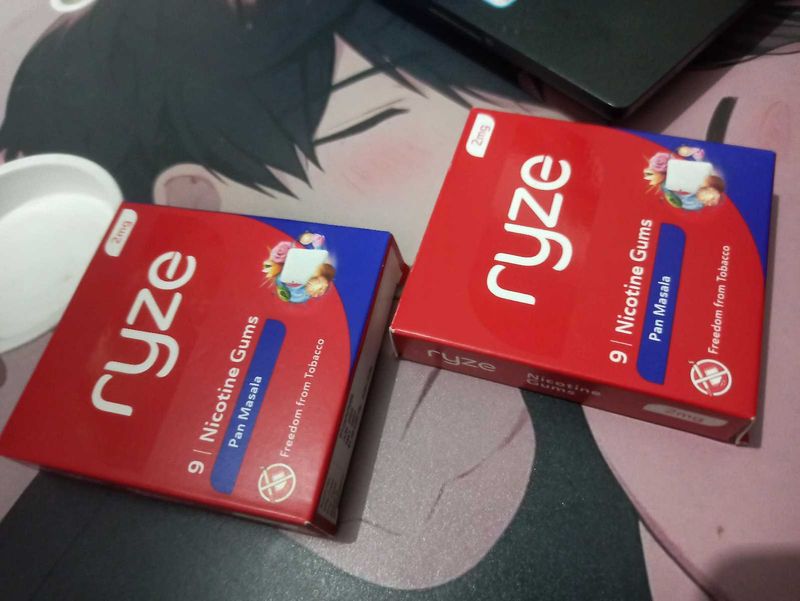 2mg
ryze
9 | Nicotine Gums
Pan Masala
Freedom from Tobacco
2mg
ryze
9 | Nicotine Gums
Pan Masala
Freedom from Tobacco
ryze
Nicotine
Gums
2mg